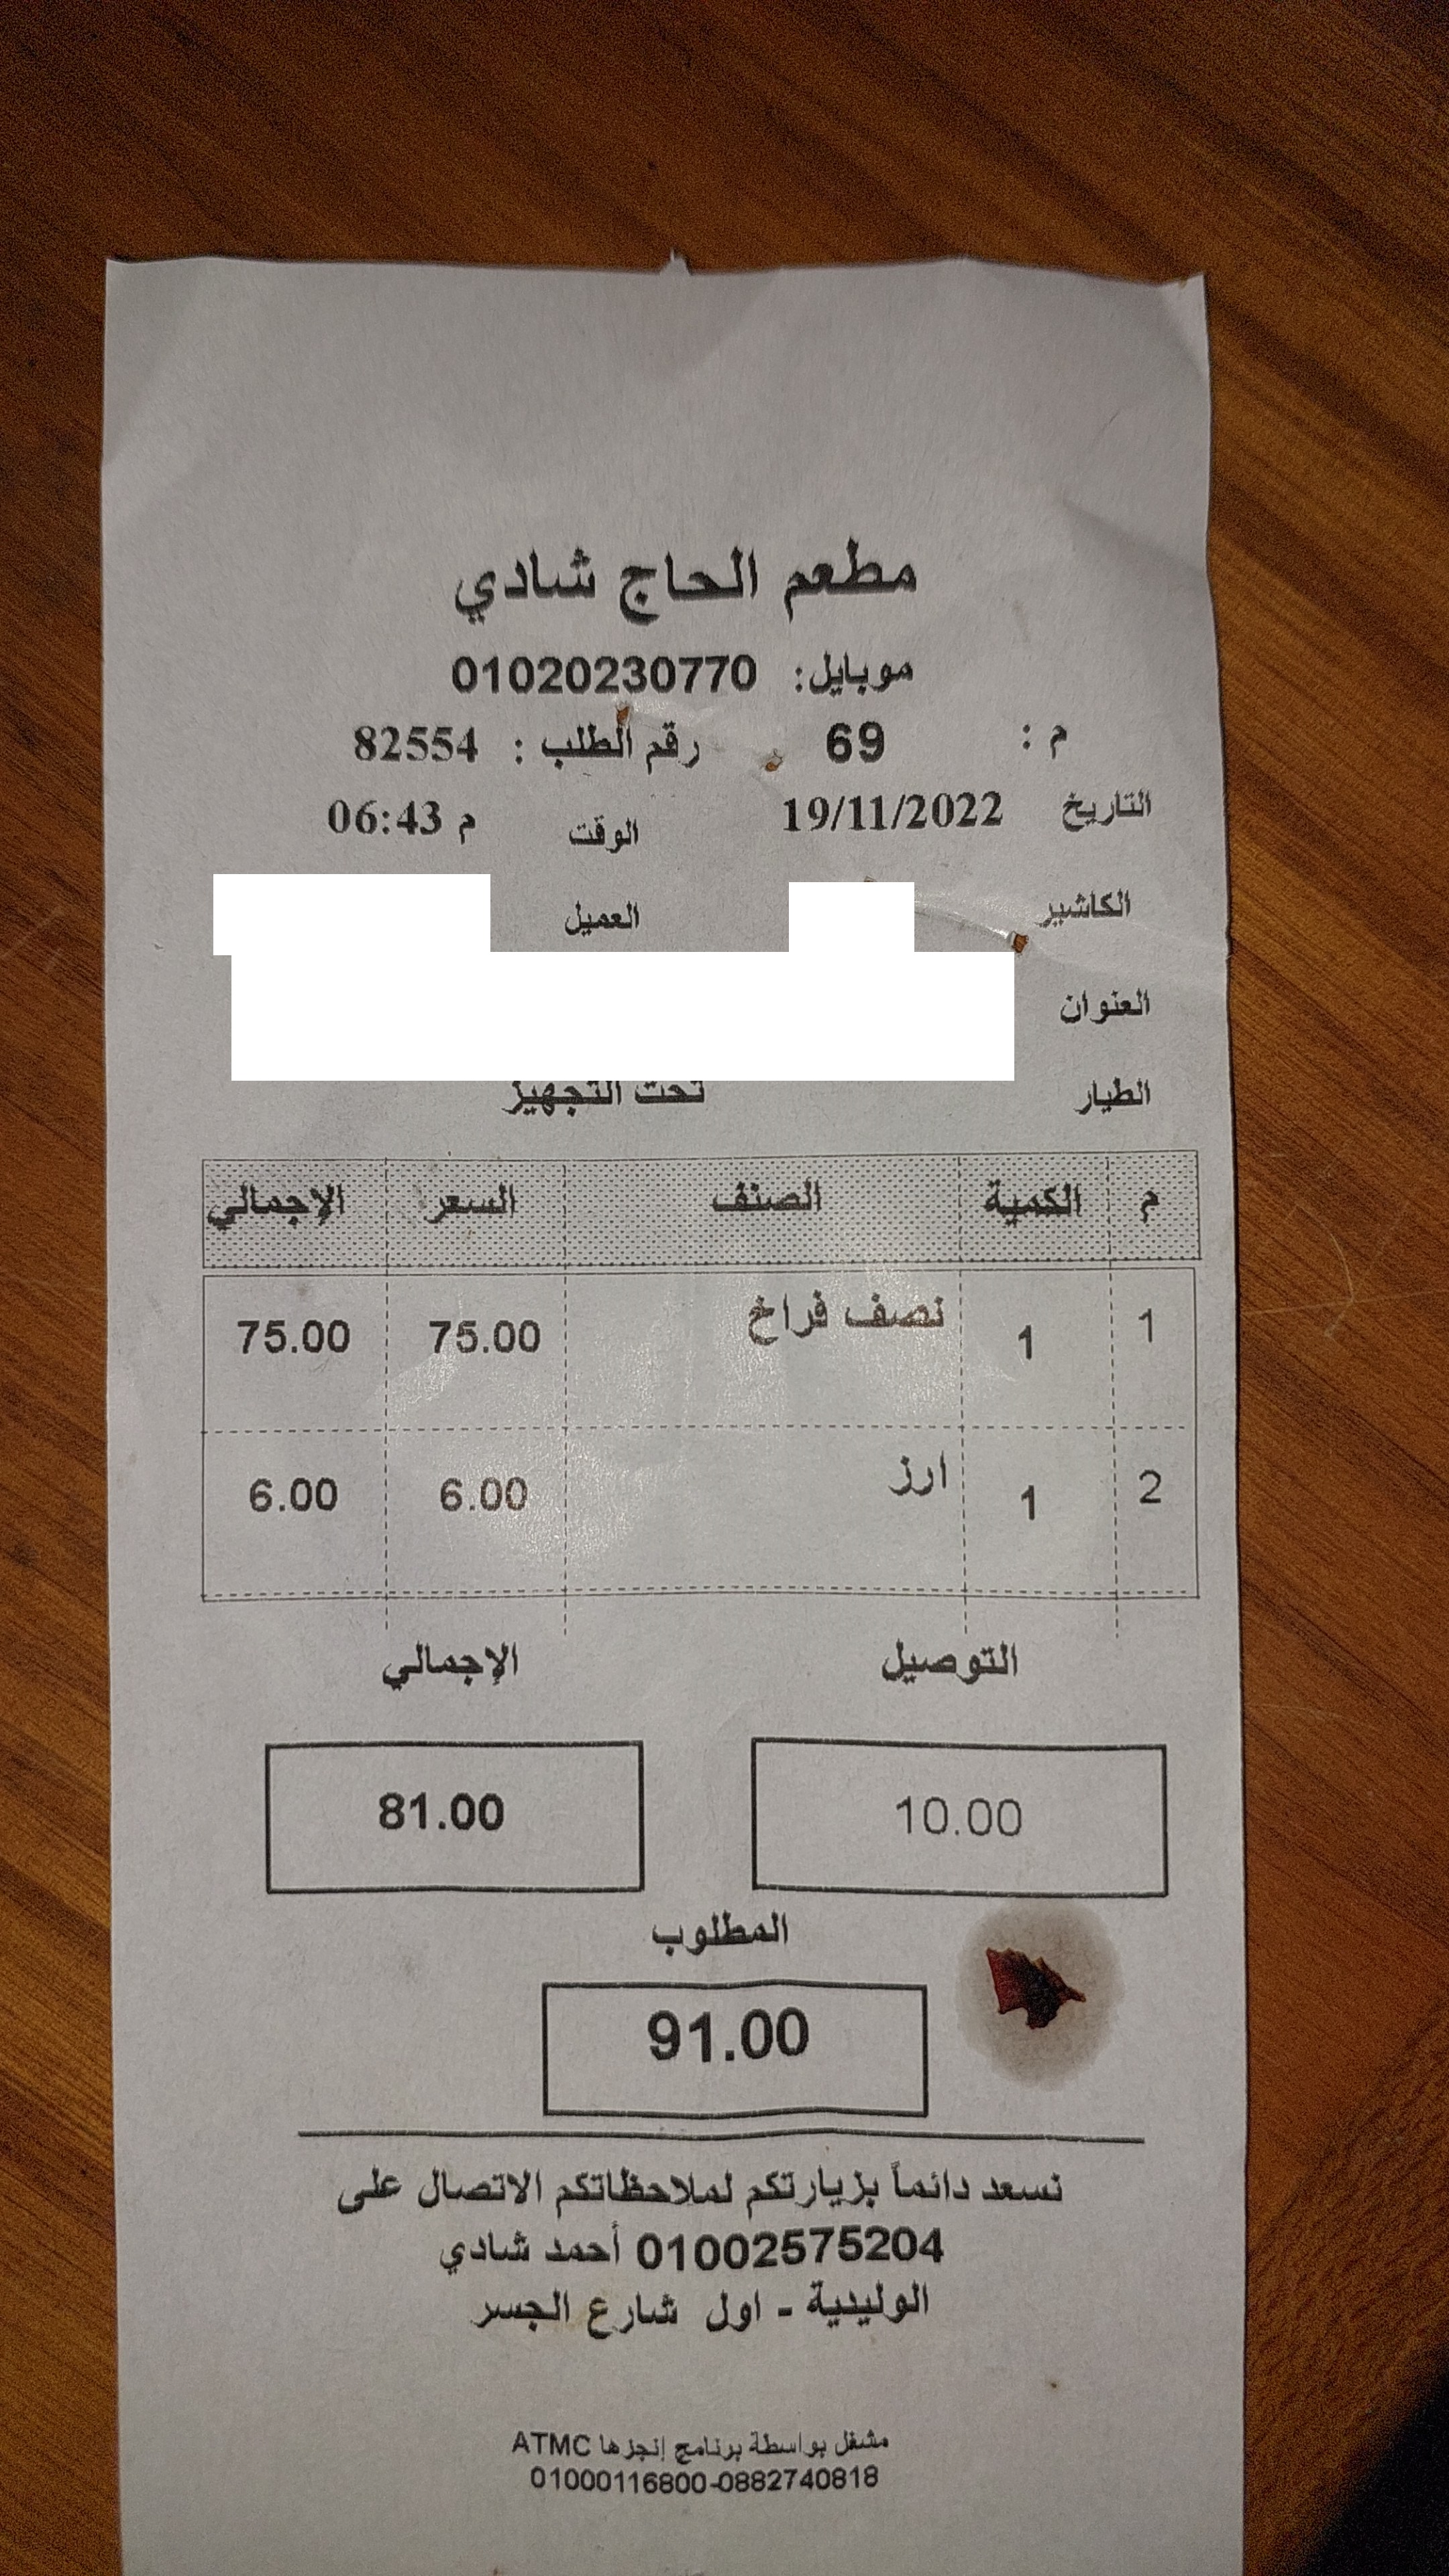 مطعم الحاج شادي
موبايل: 01020230770
م : 69 رقم الطلب : 82554
التاريخ 19/11/2022 الوقت 06:43 م
الكاشير العميل
العنوان
الطيار تحت التجهيز
م الكمية الصنف السعر الإجمالي
1 1 نصف فراخ 75.00 75.00
2 1 ارز 6.00 6.00
التوصيل الإجمالي
10.00 81.00
المطلوب
91.00
نسعد دائماً بزيارتكم لملاحظاتكم الاتصال على
01002575204 أحمد شادي
الوليدية - اول شارع الجسر
مشغل بواسطة برنامج إنجزها ATMC
01000116800-0882740818